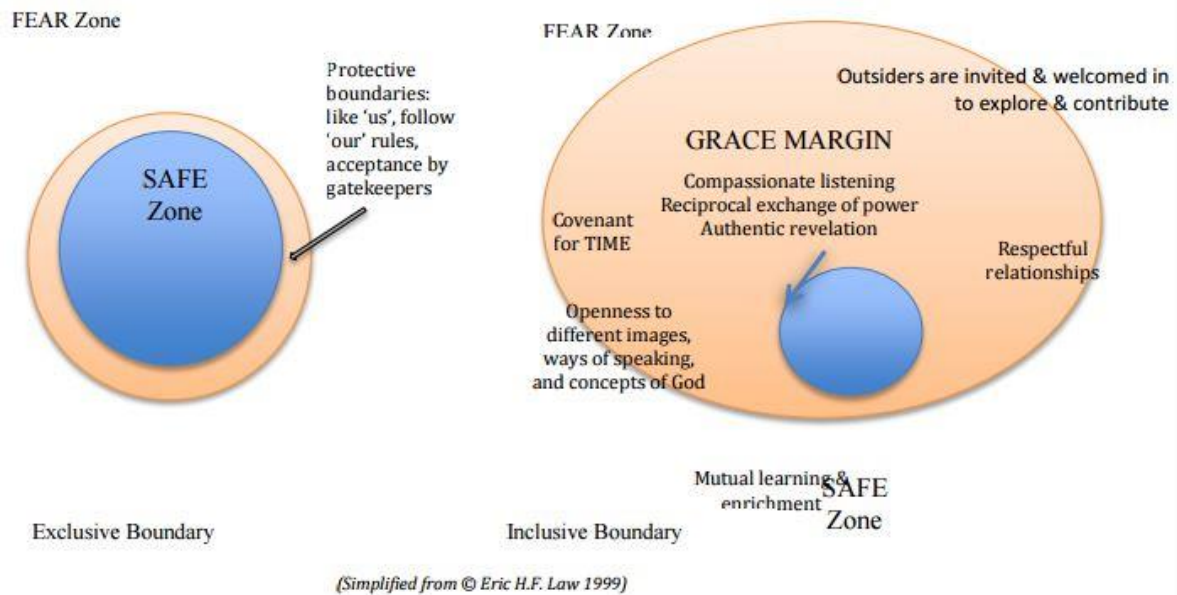 FEAR Zone
SAFE
Zone
Protective
boundaries:
like ‘us’, follow
‘our’ rules,
acceptance by
gatekeepers
Exclusive Boundary
FEAR Zone
Outsiders are invited & welcomed in
to explore & contribute
GRACE MARGIN
Compassionate listening
Reciprocal exchange of power
Authentic revelation
Covenant
for TIME
Respectful
relationships
Openness to
different images,
ways of speaking,
and concepts of God
Mutual learning &
enrichment
SAFE
Zone
Inclusive Boundary
(Simplified from © Eric H.F. Law 1999)